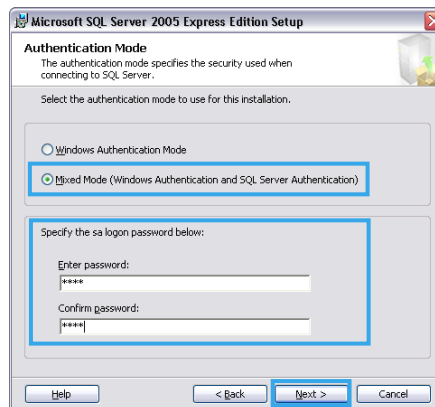 Microsoft SQL Server 2005 Express Edition Setup
Authentication Mode
The authentication mode specifies the security used when
connecting to SQL Server.
Select the authentication mode to use for this installation.
Windows Authentication Mode
Mixed Mode (Windows Authentication and SQL Server Authentication)
Specify the sa logon password below:
Enter password:
****
Confirm password:
****
Help
< Back
Next >
Cancel